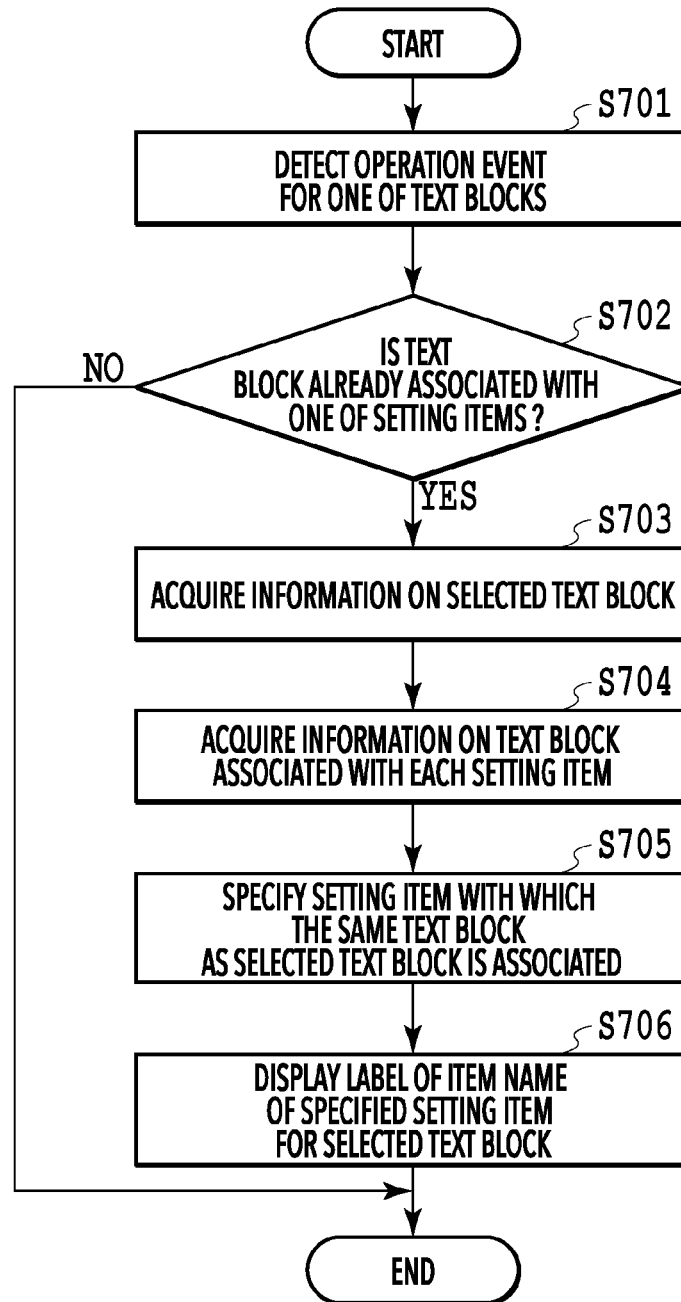 START
S701
DETECT OPERATION EVENT
FOR ONE OF TEXT BLOCKS
S702
IS TEXT
BLOCK ALREADY ASSOCIATED WITH
ONE OF SETTING ITEMS ?
NO
YES
S703
ACQUIRE INFORMATION ON SELECTED TEXT BLOCK
S704
ACQUIRE INFORMATION ON TEXT BLOCK
ASSOCIATED WITH EACH SETTING ITEM
S705
SPECIFY SETTING ITEM WITH WHICH
THE SAME TEXT BLOCK
AS SELECTED TEXT BLOCK IS ASSOCIATED
S706
DISPLAY LABEL OF ITEM NAME
OF SPECIFIED SETTING ITEM
FOR SELECTED TEXT BLOCK
END